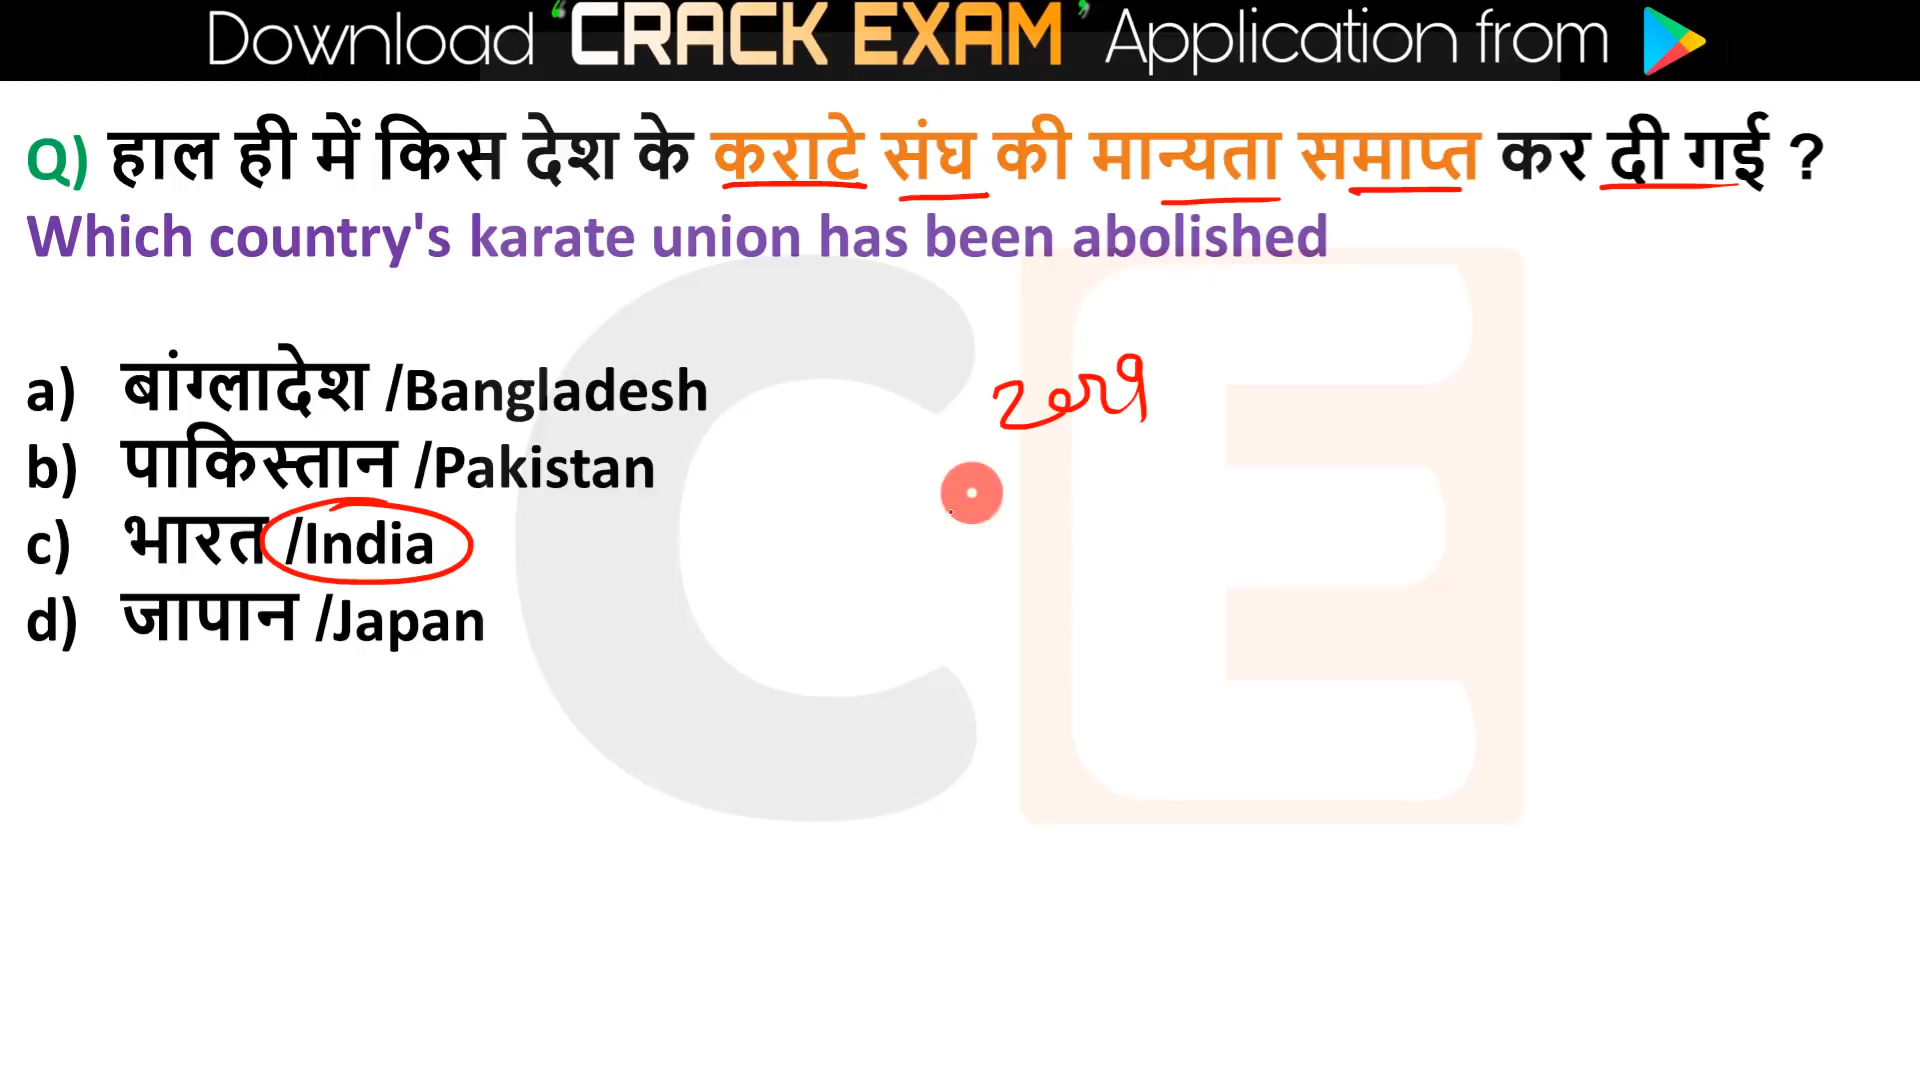 Download ‘CRACK EXAM’ Application from
Q) हाल ही में किस देश के कराटे संघ की मान्यता समाप्त कर दी गई ?
Which country's karate union has been abolished
a) बांग्लादेश /Bangladesh
b) पाकिस्तान /Pakistan
c) भारत /India
d) जापान /Japan
CE